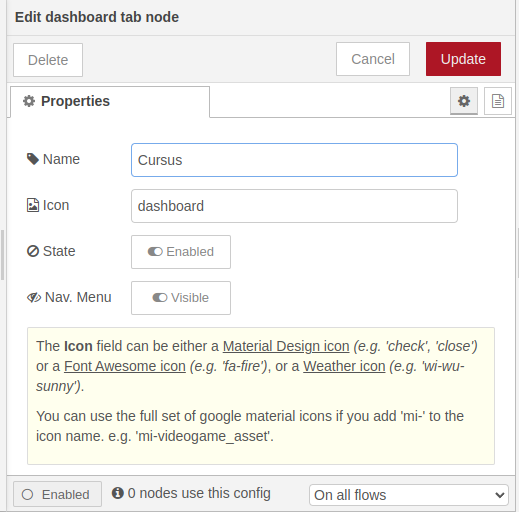 Edit dashboard tab node
Delete
Cancel
Update
Properties
Name
Cursus
Icon
dashboard
State
Enabled
Nav. Menu
Visible
The Icon field can be either a Material Design icon (e.g. 'check', 'close')
or a Font Awesome icon (e.g. 'fa-fire'), or a Weather icon (e.g. 'wi-wu-
sunny').
You can use the full set of google material icons if you add 'mi-' to the
icon name. e.g. 'mi-videogame_asset'.
Enabled
0 nodes use this config
On all flows